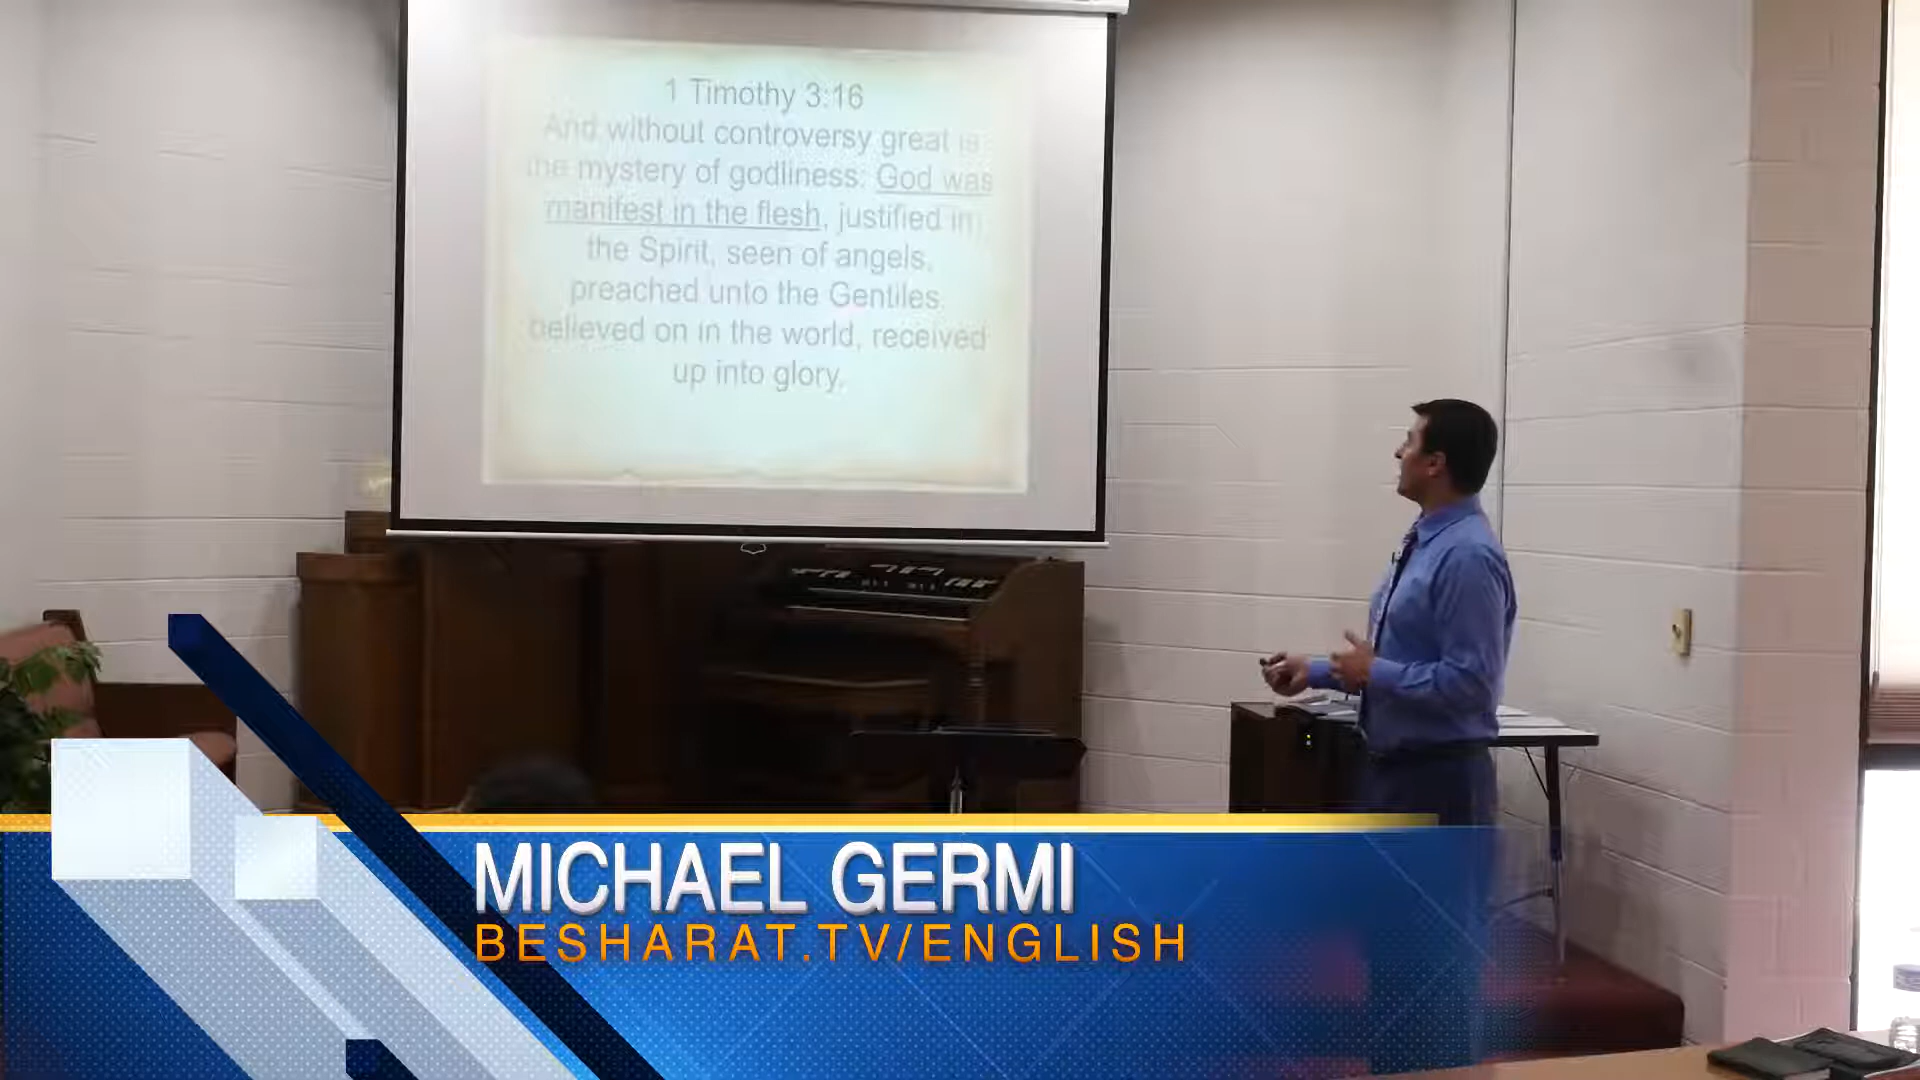 1 Timothy 3:16
And without controversy great is
the mystery of godliness: God was
manifest in the flesh, justified in
the Spirit, seen of angels,
preached unto the Gentiles,
believed on in the world, received
up into glory.
MICHAEL GERMI
BESHARAT.TV/ENGLISH